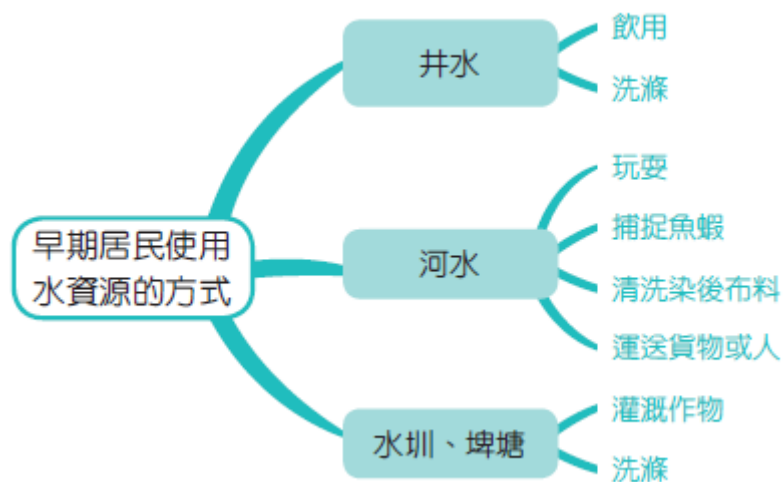 早期居民使用
水資源的方式
井水
飲用
洗滌
河水
玩耍
捕捉魚蝦
清洗染後布料
運送貨物或人
水圳、埤塘
灌溉作物
洗滌